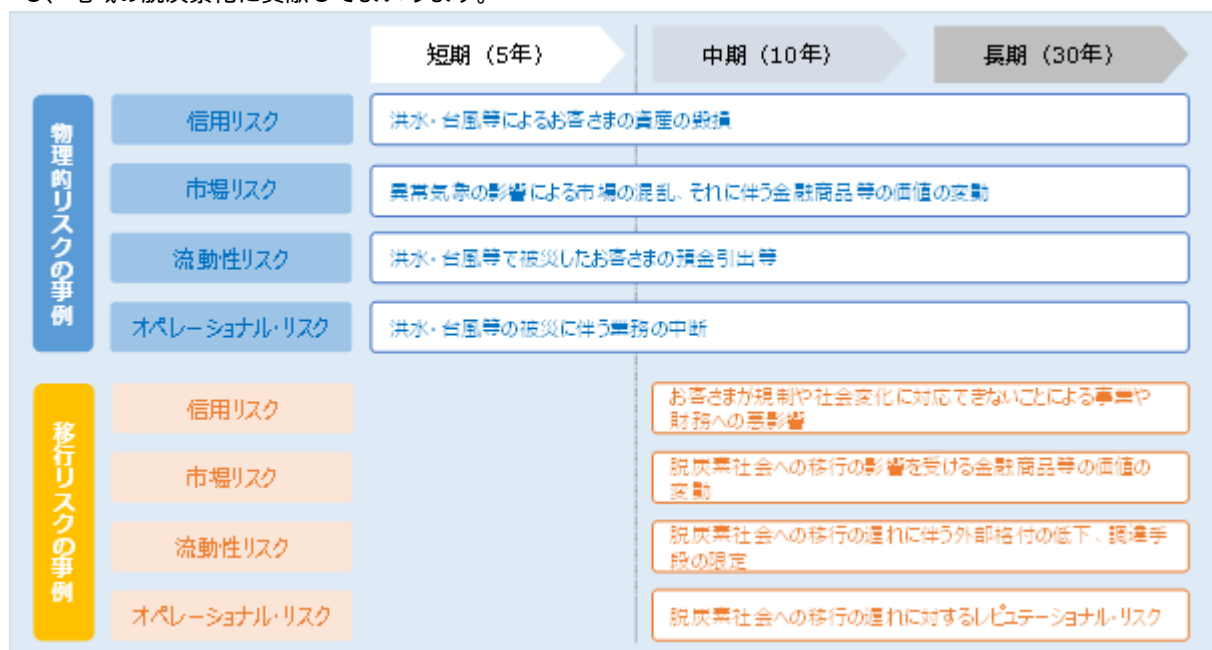 短期（5年）
中期（10年）
長期（30年）
物理的リスクの事例
信用リスク
洪水・台風等によるお客さまの資産の毀損
市場リスク
異常気象の影響による市場の混乱、それに伴う金融商品等の価値の変動
流動性リスク
洪水・台風等で被災したお客さまの預金引出等
オペレーショナル・リスク
洪水・台風等の被災に伴う業務の中断
移行リスクの事例
信用リスク
お客さまが規制や社会変化に対応できないことによる事業や
財務への悪影響
市場リスク
脱炭素社会への移行の影響を受ける金融商品等の価値の
変動
流動性リスク
脱炭素社会への移行の遅れに伴う外部格付の低下、調達手
段の限定
オペレーショナル・リスク
脱炭素社会への移行の遅れに対するレピュテーショナル・リスク